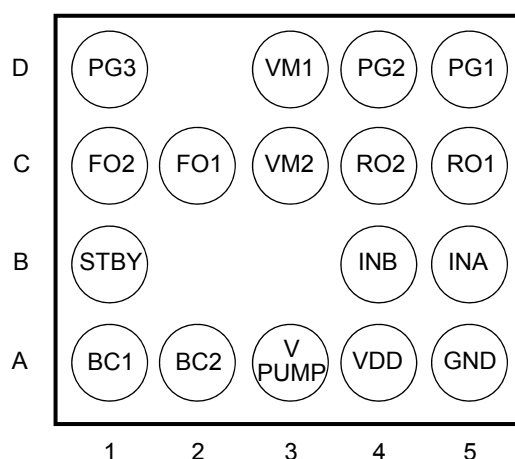 D PG3 VM1 PG2 PG1
C FO2 FO1 VM2 RO2 RO1
B STBY INB INA
A BC1 BC2 V PUMP VDD GND
1 2 3 4 5